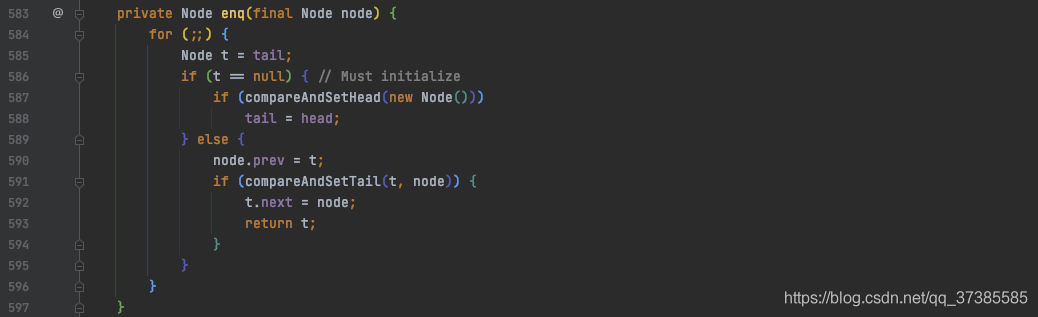 583 @ private Node enq(final Node node) {
584 for (;;) {
585 Node t = tail;
586 if (t == null) { // Must initialize
587 if (compareAndSetHead(new Node()))
588 tail = head;
589 } else {
590 node.prev = t;
591 if (compareAndSetTail(t, node)) {
592 t.next = node;
593 return t;
594 }
595 }
596 }
597 }
https://blog.csdn.net/qq_37385585